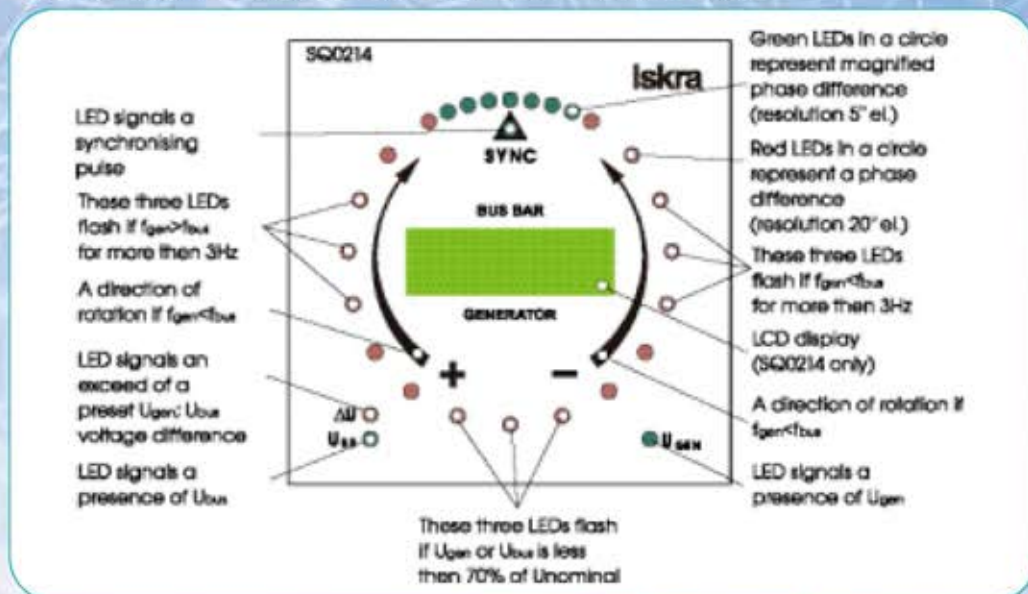 SQ0214
Iskra
LED signals a
synchronising
pulse
These three LEDs
flash if fgen>fbus
for more then 3Hz
A direction of
rotation if fgen<fbus
LED signals an
exceed of a
preset Ugen: Ubus
voltage difference
LED signals a
presence of Ubus
SYNC
BUS BAR
GENERATOR
+
−
ΔU
UBB
UGEN
These three LEDs flash
if Ugen or Ubus is less
then 70% of Unominal
Green LEDs in a circle
represent magnified
phase difference
(resolution 5° el.)
Red LEDs in a circle
represent a phase
difference
(resolution 20° el.)
These three LEDs
flash if fgen<fbus
for more then 3Hz
LCD display
(SQ0214 only)
A direction of rotation if
fgen<fbus
LED signals a
presence of Ugen